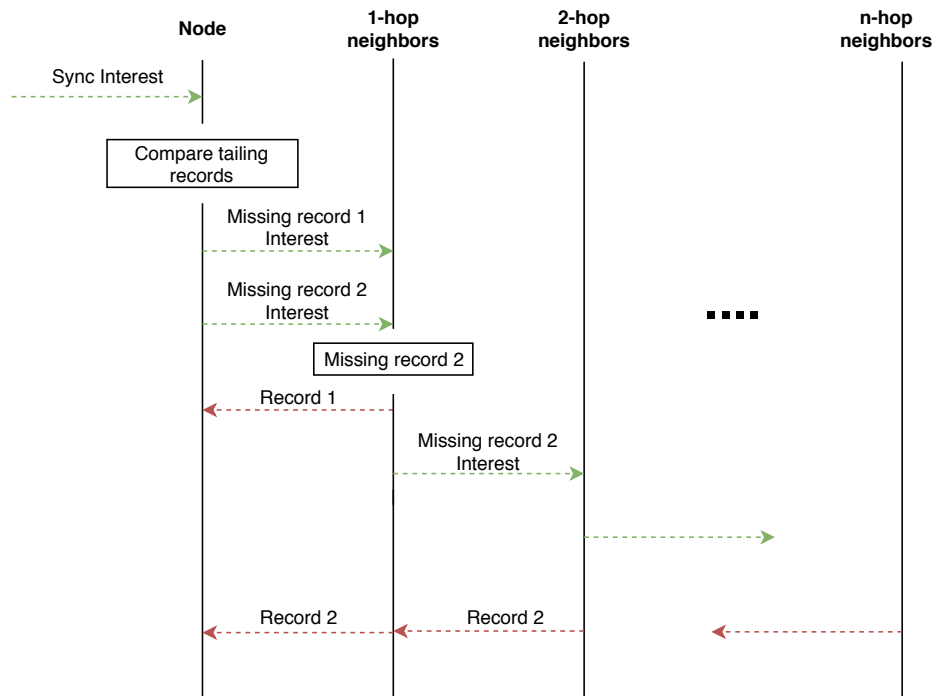 Node
1-hop
neighbors
2-hop
neighbors
n-hop
neighbors
Sync Interest
Compare tailing
records
Missing record 1
Interest
Missing record 2
Interest
Missing record 2
Record 1
Missing record 2
Interest
Record 2
Record 2